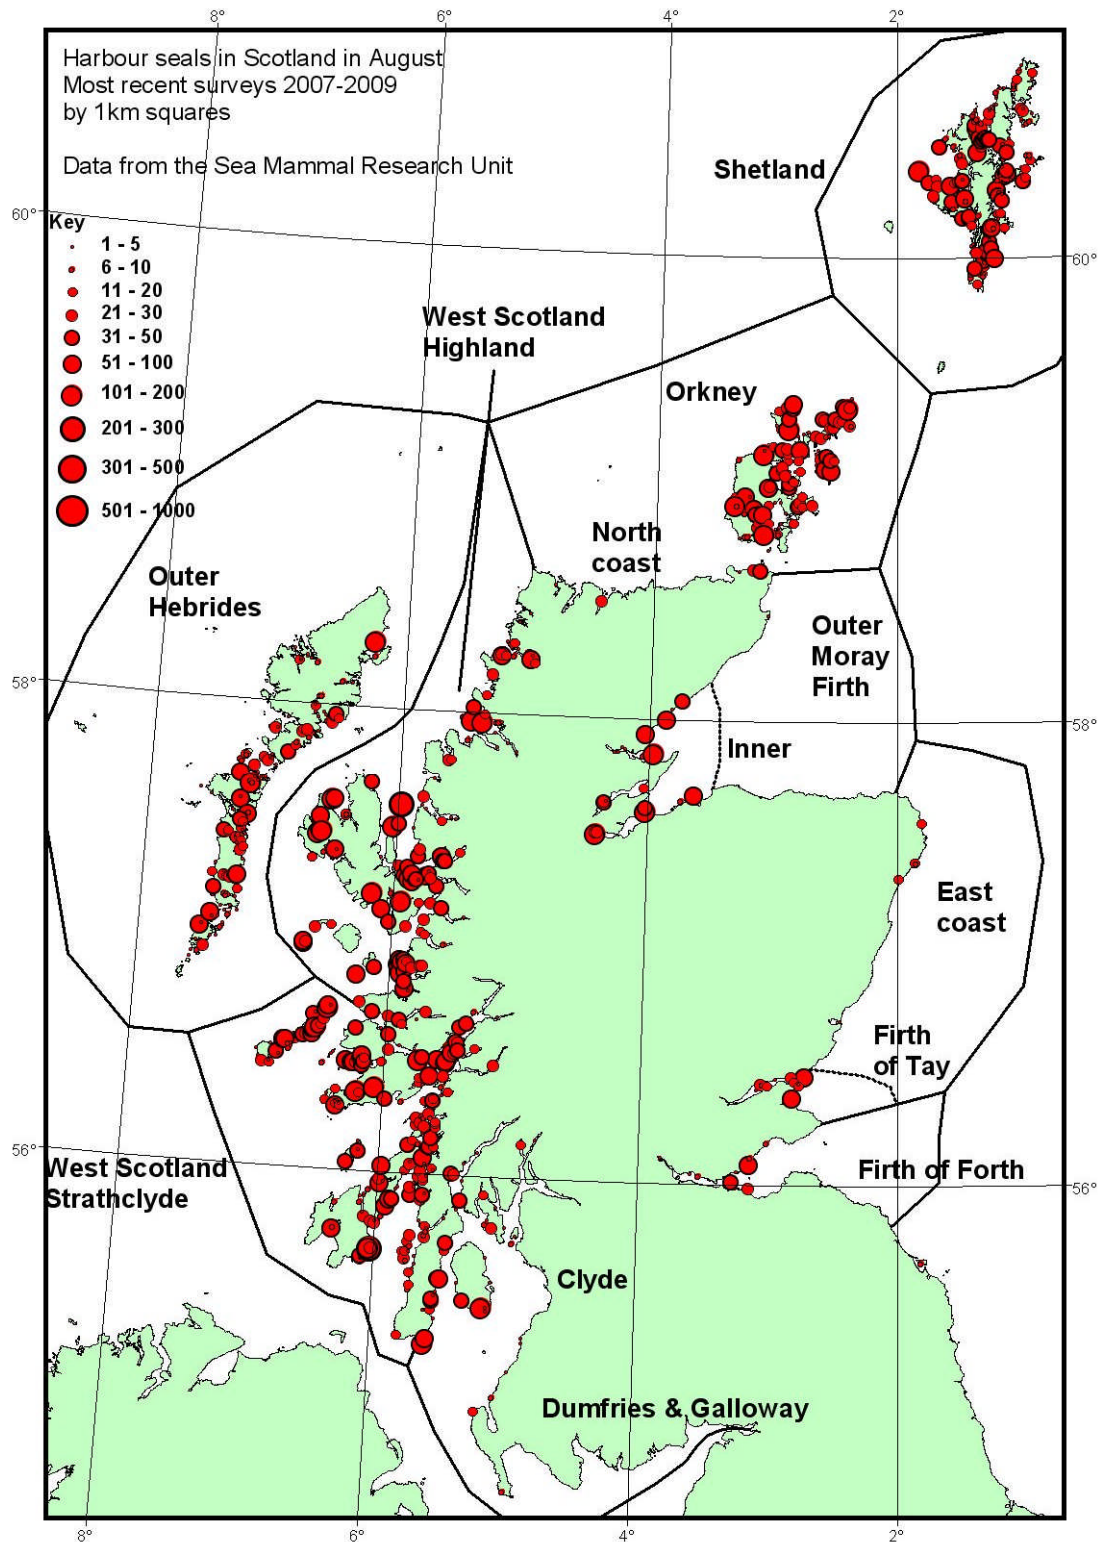 8° 6° 4° 2°
Harbour seals in Scotland in August
Most recent surveys 2007-2009
by 1km squares
Data from the Sea Mammal Research Unit
Shetland
60°
Key
1 - 5
60°
6 - 10
11 - 20
21 - 30
31 - 50
51 - 100
101 - 200
201 - 300
301 - 500
501 - 1000
West Scotland
Highland
Orkney
North
coast
Outer
Hebrides
Outer
Moray
Firth
58°
58°
Inner
East
coast
Firth
of Tay
56°
West Scotland
Strathclyde
Firth of Forth
56°
Clyde
Dumfries & Galloway
8° 6° 4° 2°